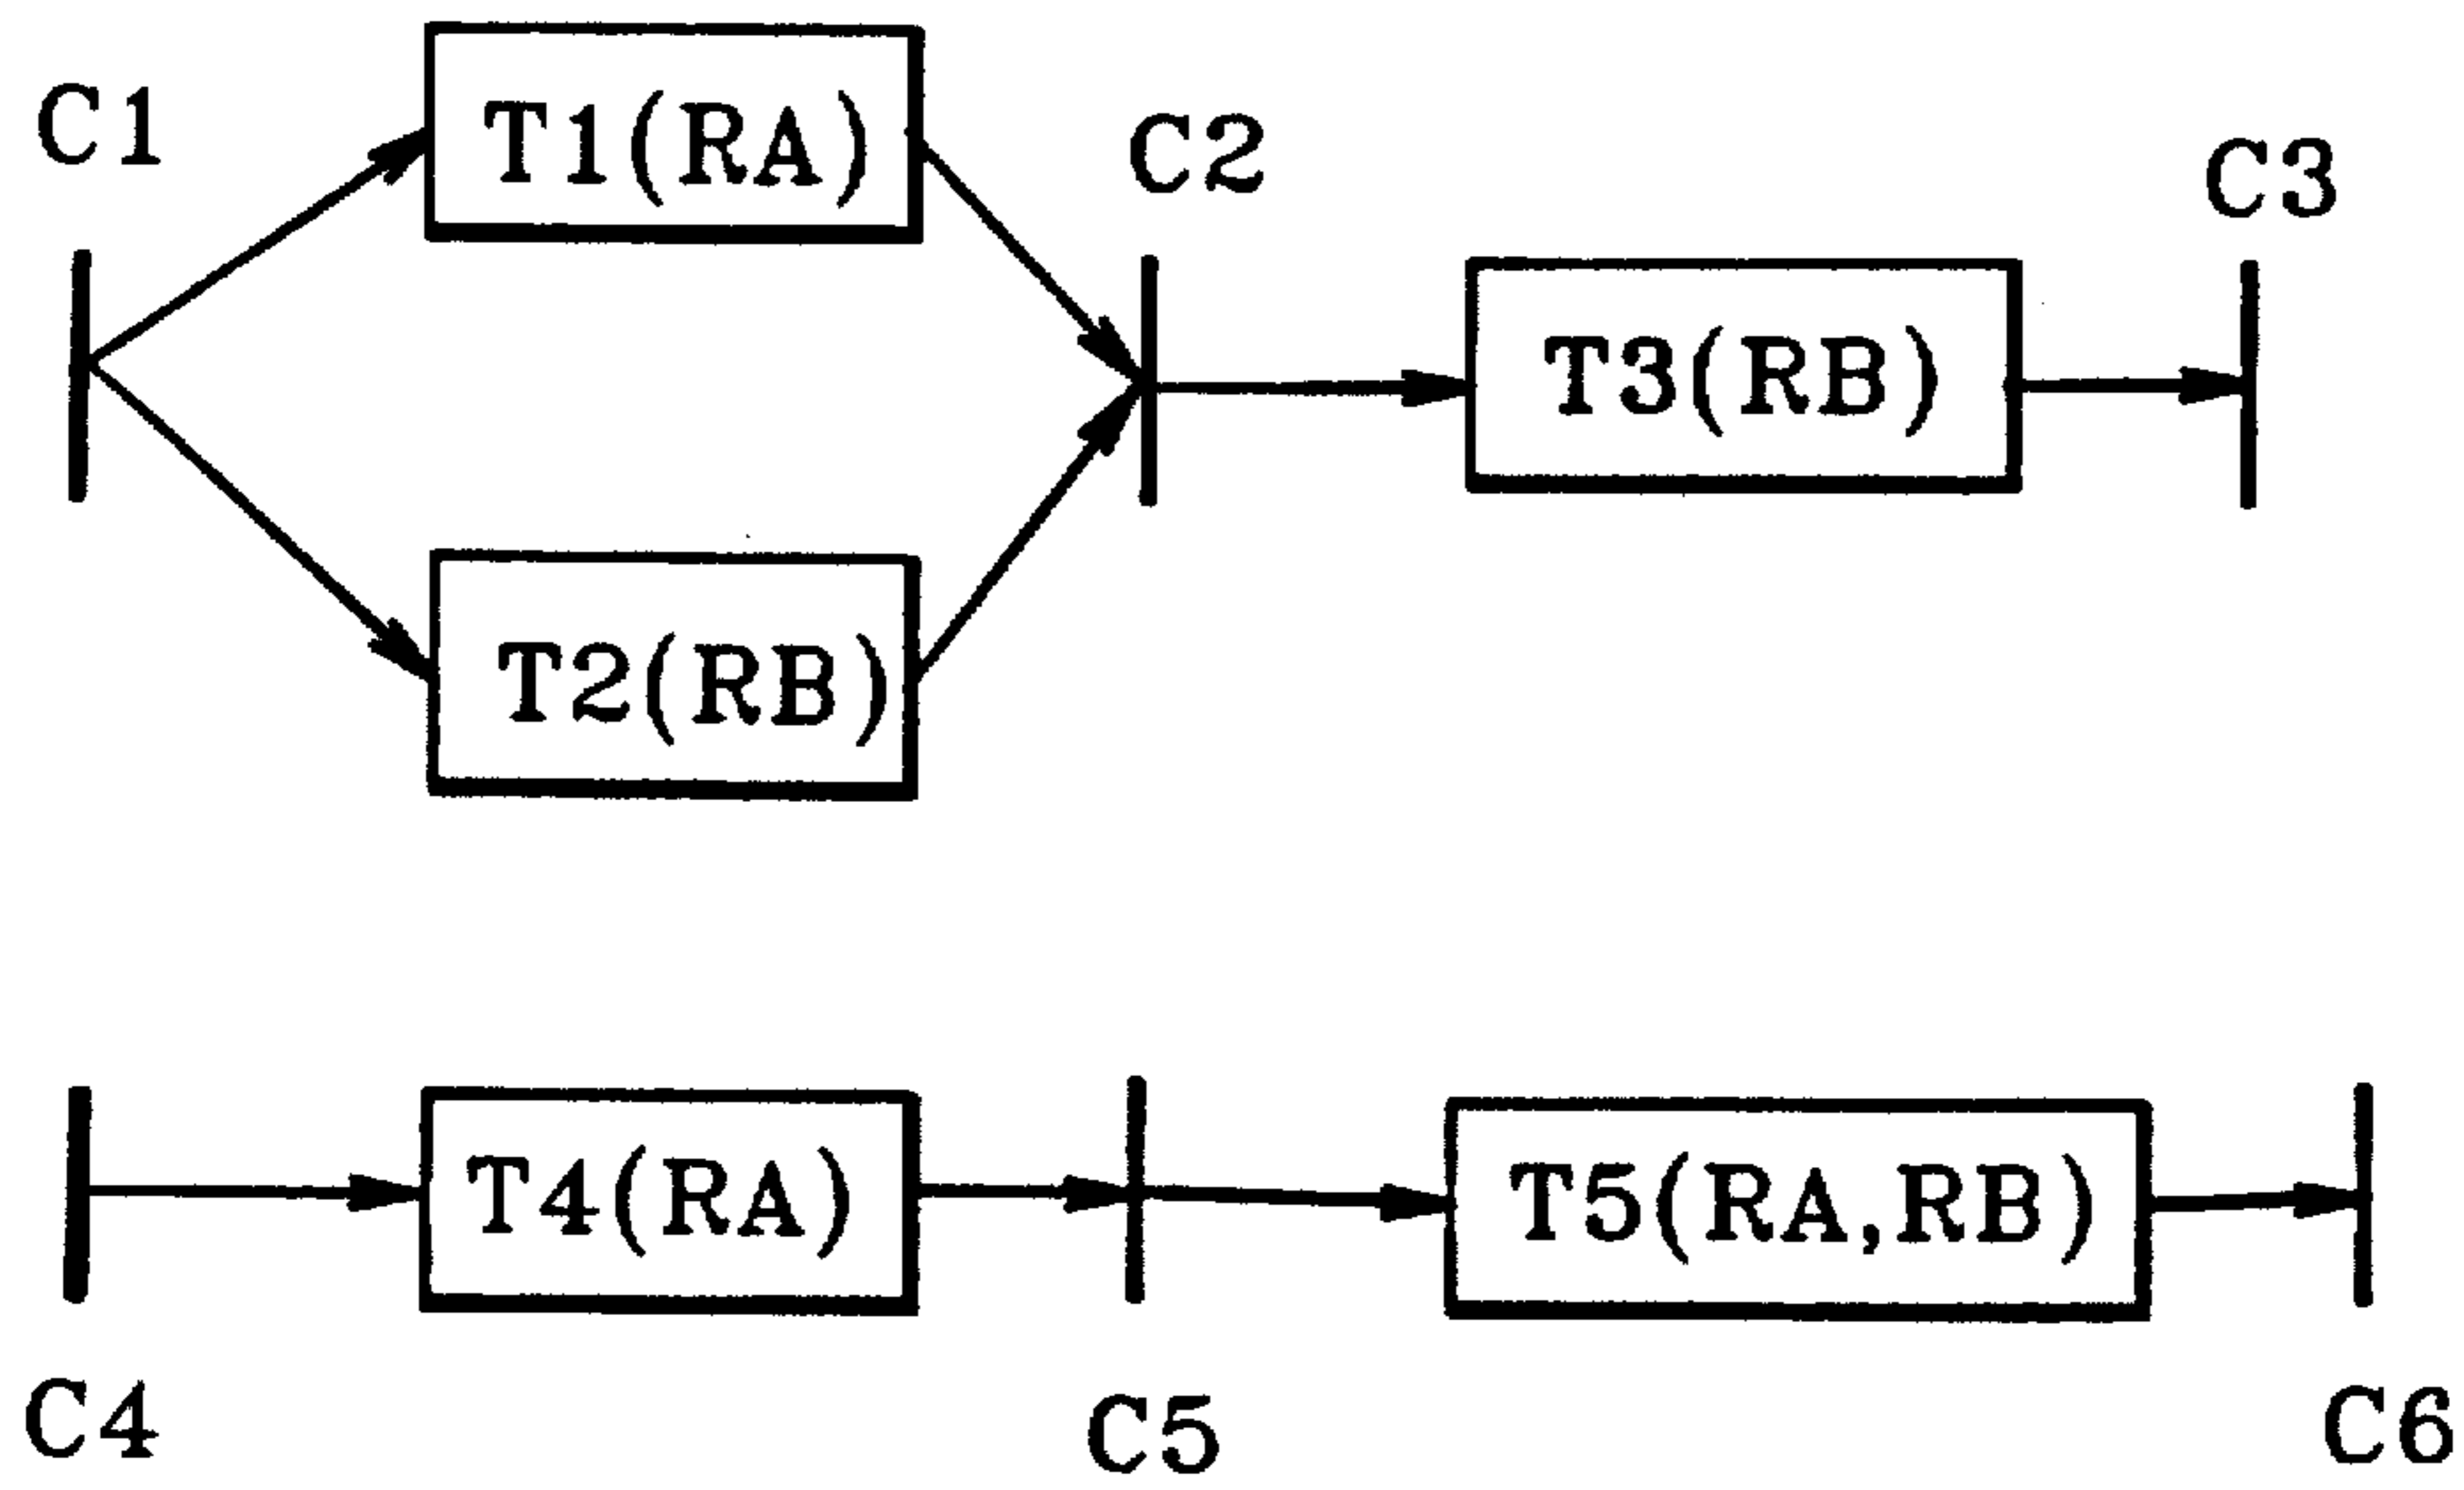 C1
T1(RA)
C2
C3
T3(RB)
T2(RB)
T4(RA)
T5(RA,RB)
C4
C5
C6